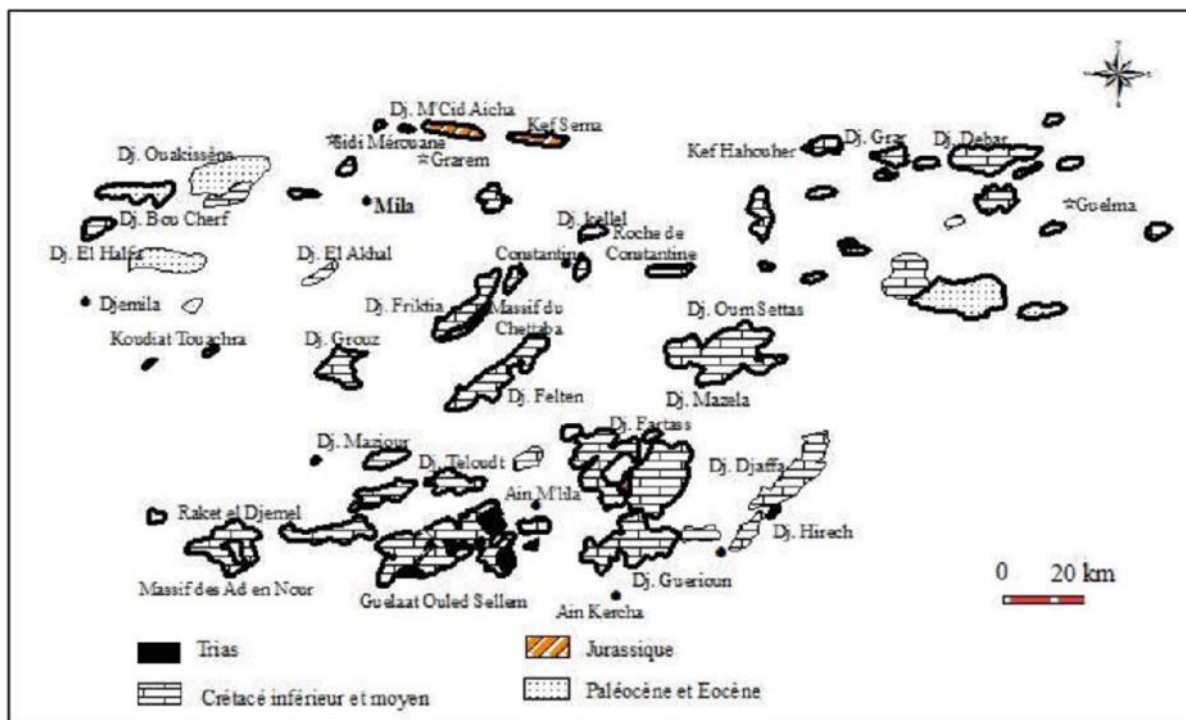 Dj. M'Cid Aicha
Kef Sema
Sidi Mérouane
Grarem
Dj. Ouakissène
Kef Hahouher
Dj. Grar
Dj. Debar
Mila
Guelma
Dj. Bou Cherf
Dj. kellel
Roche de
Constantine
Constantine
Dj. El Halfa
Dj. El Akhal
Djemila
Dj. Friktia
Massif du
Chettaba
Dj. Oum Settas
Koudiat Touachra
Dj. Grouz
Dj. Felten
Dj. Mazela
Dj. Fartass
Dj. Teloudt
Dj. Djaffa
Ain M'lila
Raket el Djemel
Dj. Hirech
Massif des Ad en Nour
Guelaat Ouled Sellem
Dj. Guerioun
Ain Kercha
0 20 km
Trias
Jurassique
Crétacé inférieur et moyen
Paléocène et Eocène